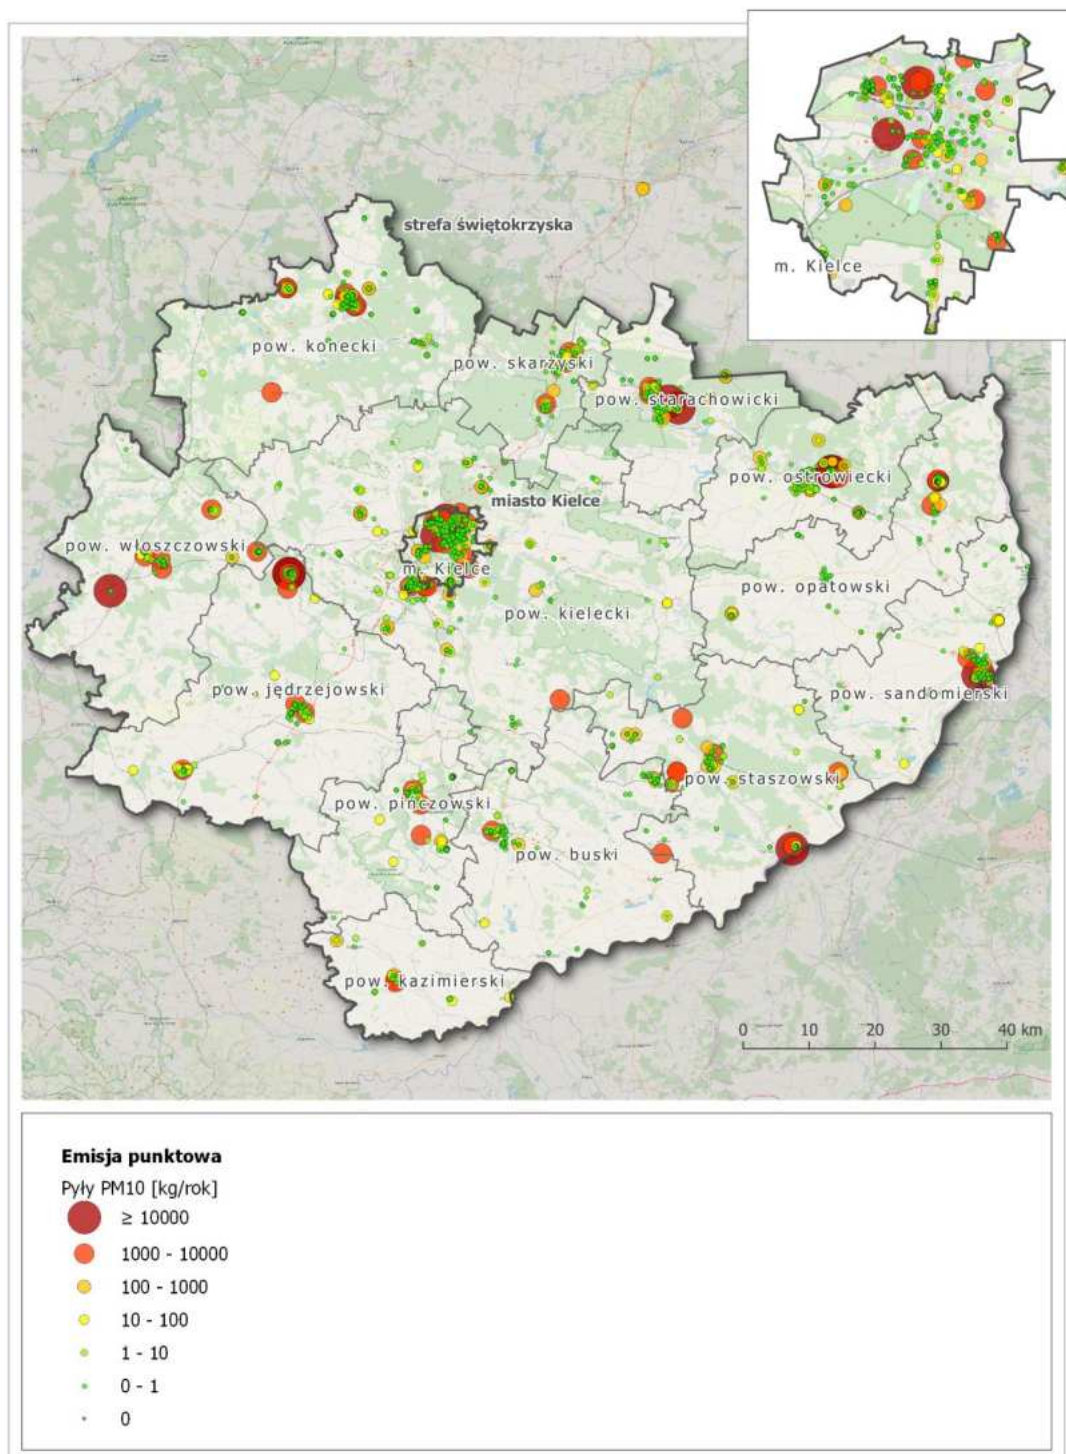 strefa świętokrzyska
m. Kielce
pow. konecki
pow. skarżyski
pow. starachowicki
pow. ostrowiecki
miasto Kielce
pow. włoszczowski
m. Kielce
pow. opatowski
pow. kielecki
pow. jędrzejowski
pow. sandomierski
pow. staszowski
pow. pińczowski
pow. buski
pow. kazimierski
0 10 20 30 40 km
Emisja punktowa
Pyły PM10 [kg/rok]
≥ 10000
1000 - 10000
100 - 1000
10 - 100
1 - 10
0 - 1
0